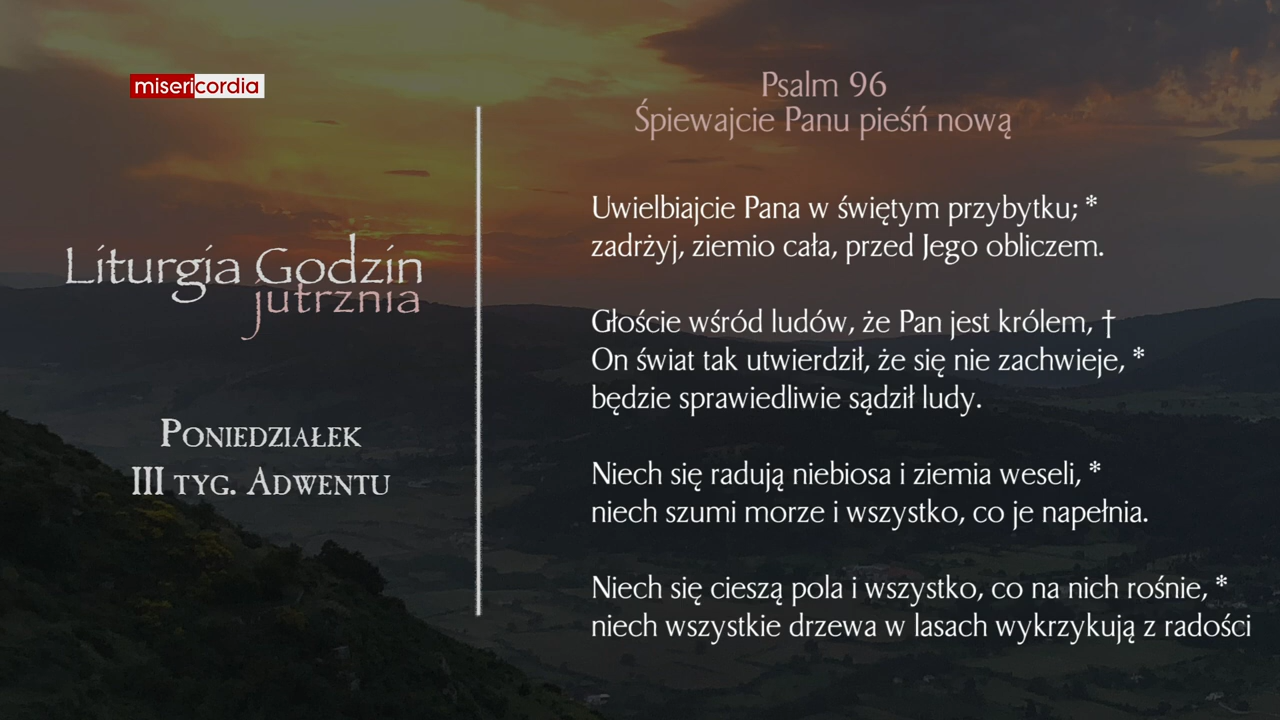 misericordia
Liturgia Godzin
jutrznia
Poniedziałek
III tyg. Adwentu
Psalm 96
Śpiewajcie Panu pieśń nową
Uwielbiajcie Pana w świętym przybytku; *
zadrżyj, ziemio cała, przed Jego obliczem.
Głoście wśród ludów, że Pan jest królem, †
On świat tak utwierdził, że się nie zachwieje, *
będzie sprawiedliwie sądził ludy.
Niech się radują niebiosa i ziemia weseli, *
niech szumi morze i wszystko, co je napełnia.
Niech się cieszą pola i wszystko, co na nich rośnie, *
niech wszystkie drzewa w lasach wykrzykują z radości